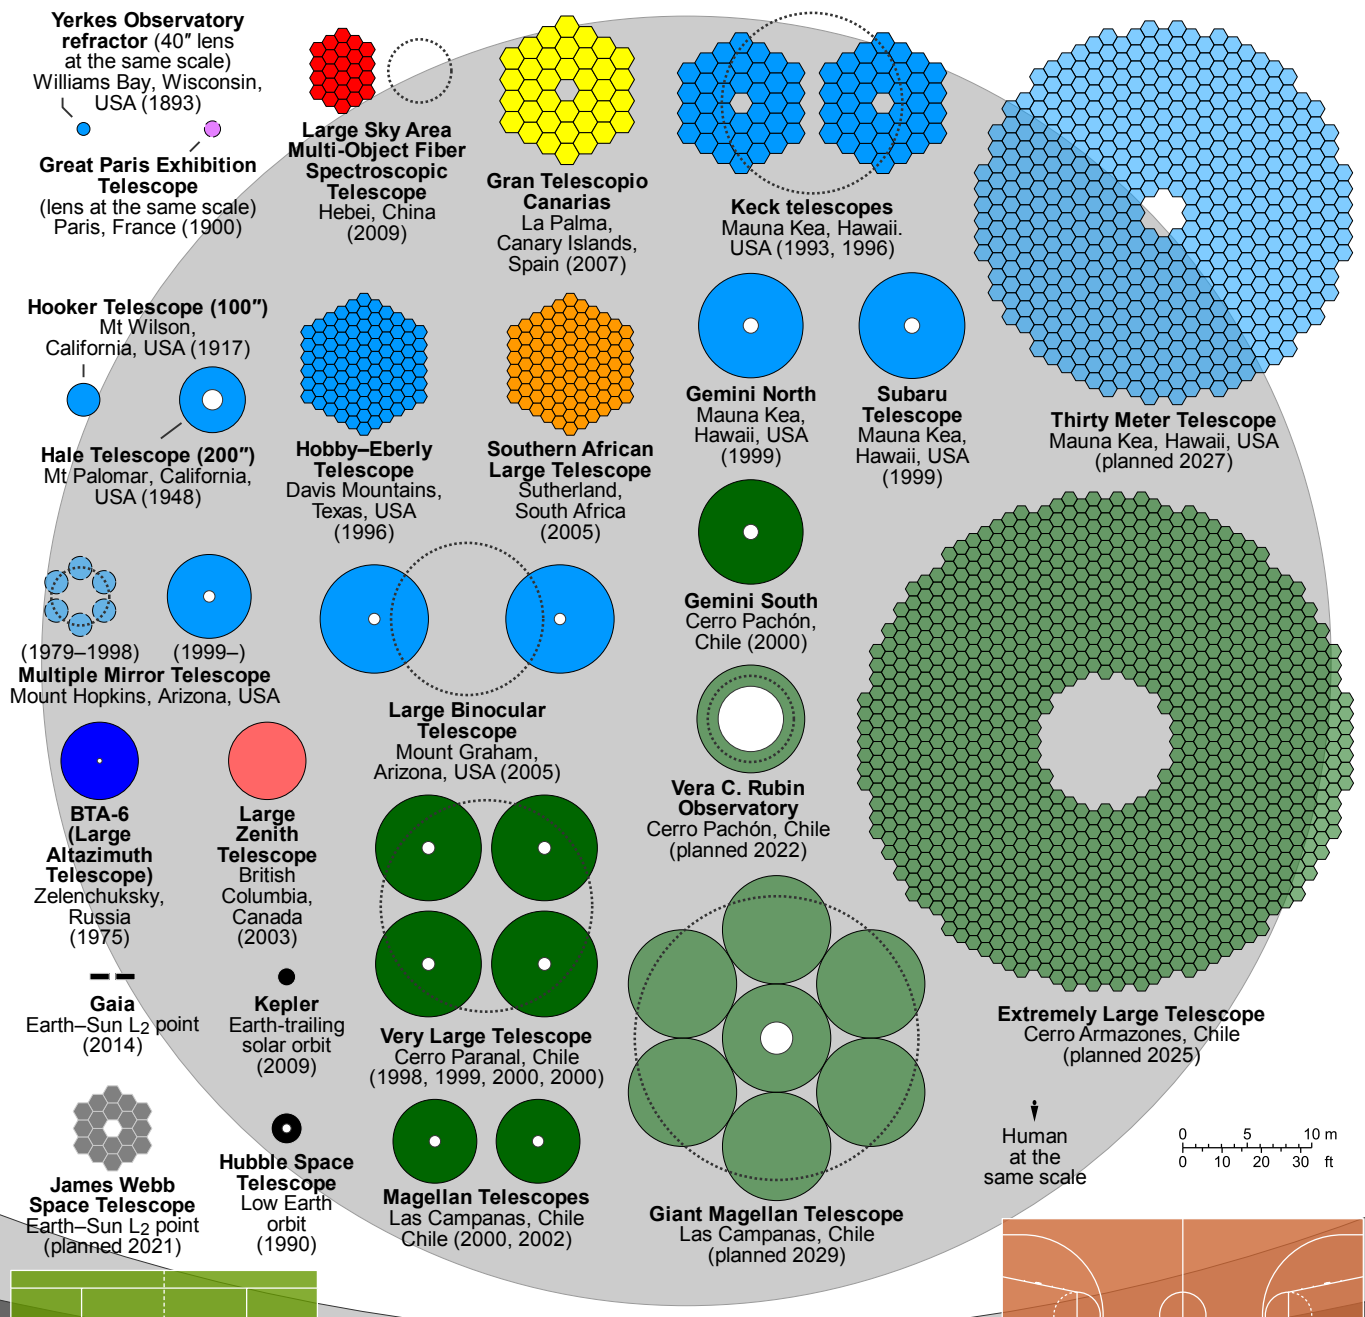 Yerkes Observatory
refractor (40″ lens
at the same scale)
Williams Bay, Wisconsin,
USA (1893)
Great Paris Exhibition
Telescope
(lens at the same scale)
Paris, France (1900)
Large Sky Area
Multi-Object Fiber
Spectroscopic
Telescope
Hebei, China
(2009)
Gran Telescopio
Canarias
La Palma,
Canary Islands,
Spain (2007)
Keck telescopes
Mauna Kea, Hawaii.
USA (1993, 1996)
Thirty Meter Telescope
Mauna Kea, Hawaii, USA
(planned 2027)
Hooker Telescope (100″)
Mt Wilson,
California, USA (1917)
Hale Telescope (200″)
Mt Palomar, California,
USA (1948)
Hobby–Eberly
Telescope
Davis Mountains,
Texas, USA
(1996)
Southern African
Large Telescope
Sutherland,
South Africa
(2005)
Gemini North
Mauna Kea,
Hawaii, USA
(1999)
Subaru
Telescope
Mauna Kea,
Hawaii, USA
(1999)
Gemini South
Cerro Pachón,
Chile (2000)
(1979–1998)
(1999–)
Multiple Mirror Telescope
Mount Hopkins, Arizona, USA
Large Binocular
Telescope
Mount Graham,
Arizona, USA (2005)
Vera C. Rubin
Observatory
Cerro Pachón, Chile
(planned 2022)
BTA-6
(Large
Altazimuth
Telescope)
Zelenchuksky,
Russia
(1975)
Large
Zenith
Telescope
British
Columbia,
Canada
(2003)
Gaia
Earth–Sun L2 point
(2014)
Kepler
Earth-trailing
solar orbit
(2009)
Very Large Telescope
Cerro Paranal, Chile
(1998, 1999, 2000, 2000)
Extremely Large Telescope
Cerro Armazones, Chile
(planned 2025)
James Webb
Space Telescope
Earth–Sun L2 point
(planned 2021)
Hubble Space
Telescope
Low Earth
orbit
(1990)
Magellan Telescopes
Las Campanas, Chile
Chile (2000, 2002)
Giant Magellan Telescope
Las Campanas, Chile
(planned 2029)
Human
at the
same scale
0 5 10 m
0 10 20 30 ft